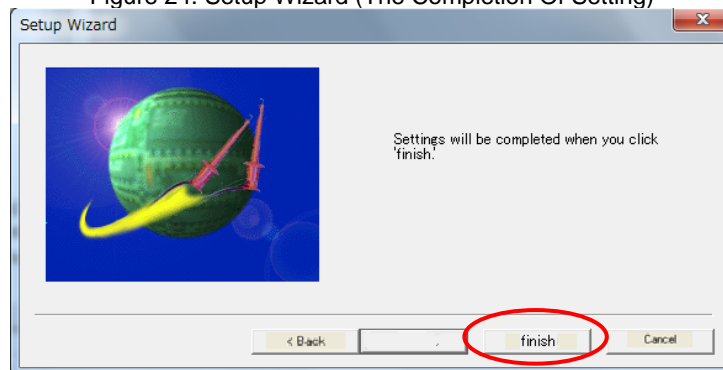 Figure 24. Setup Wizard (The Completion Of Setting)
Setup Wizard
Settings will be completed when you click
'finish.'
< Back
finish
Cancel